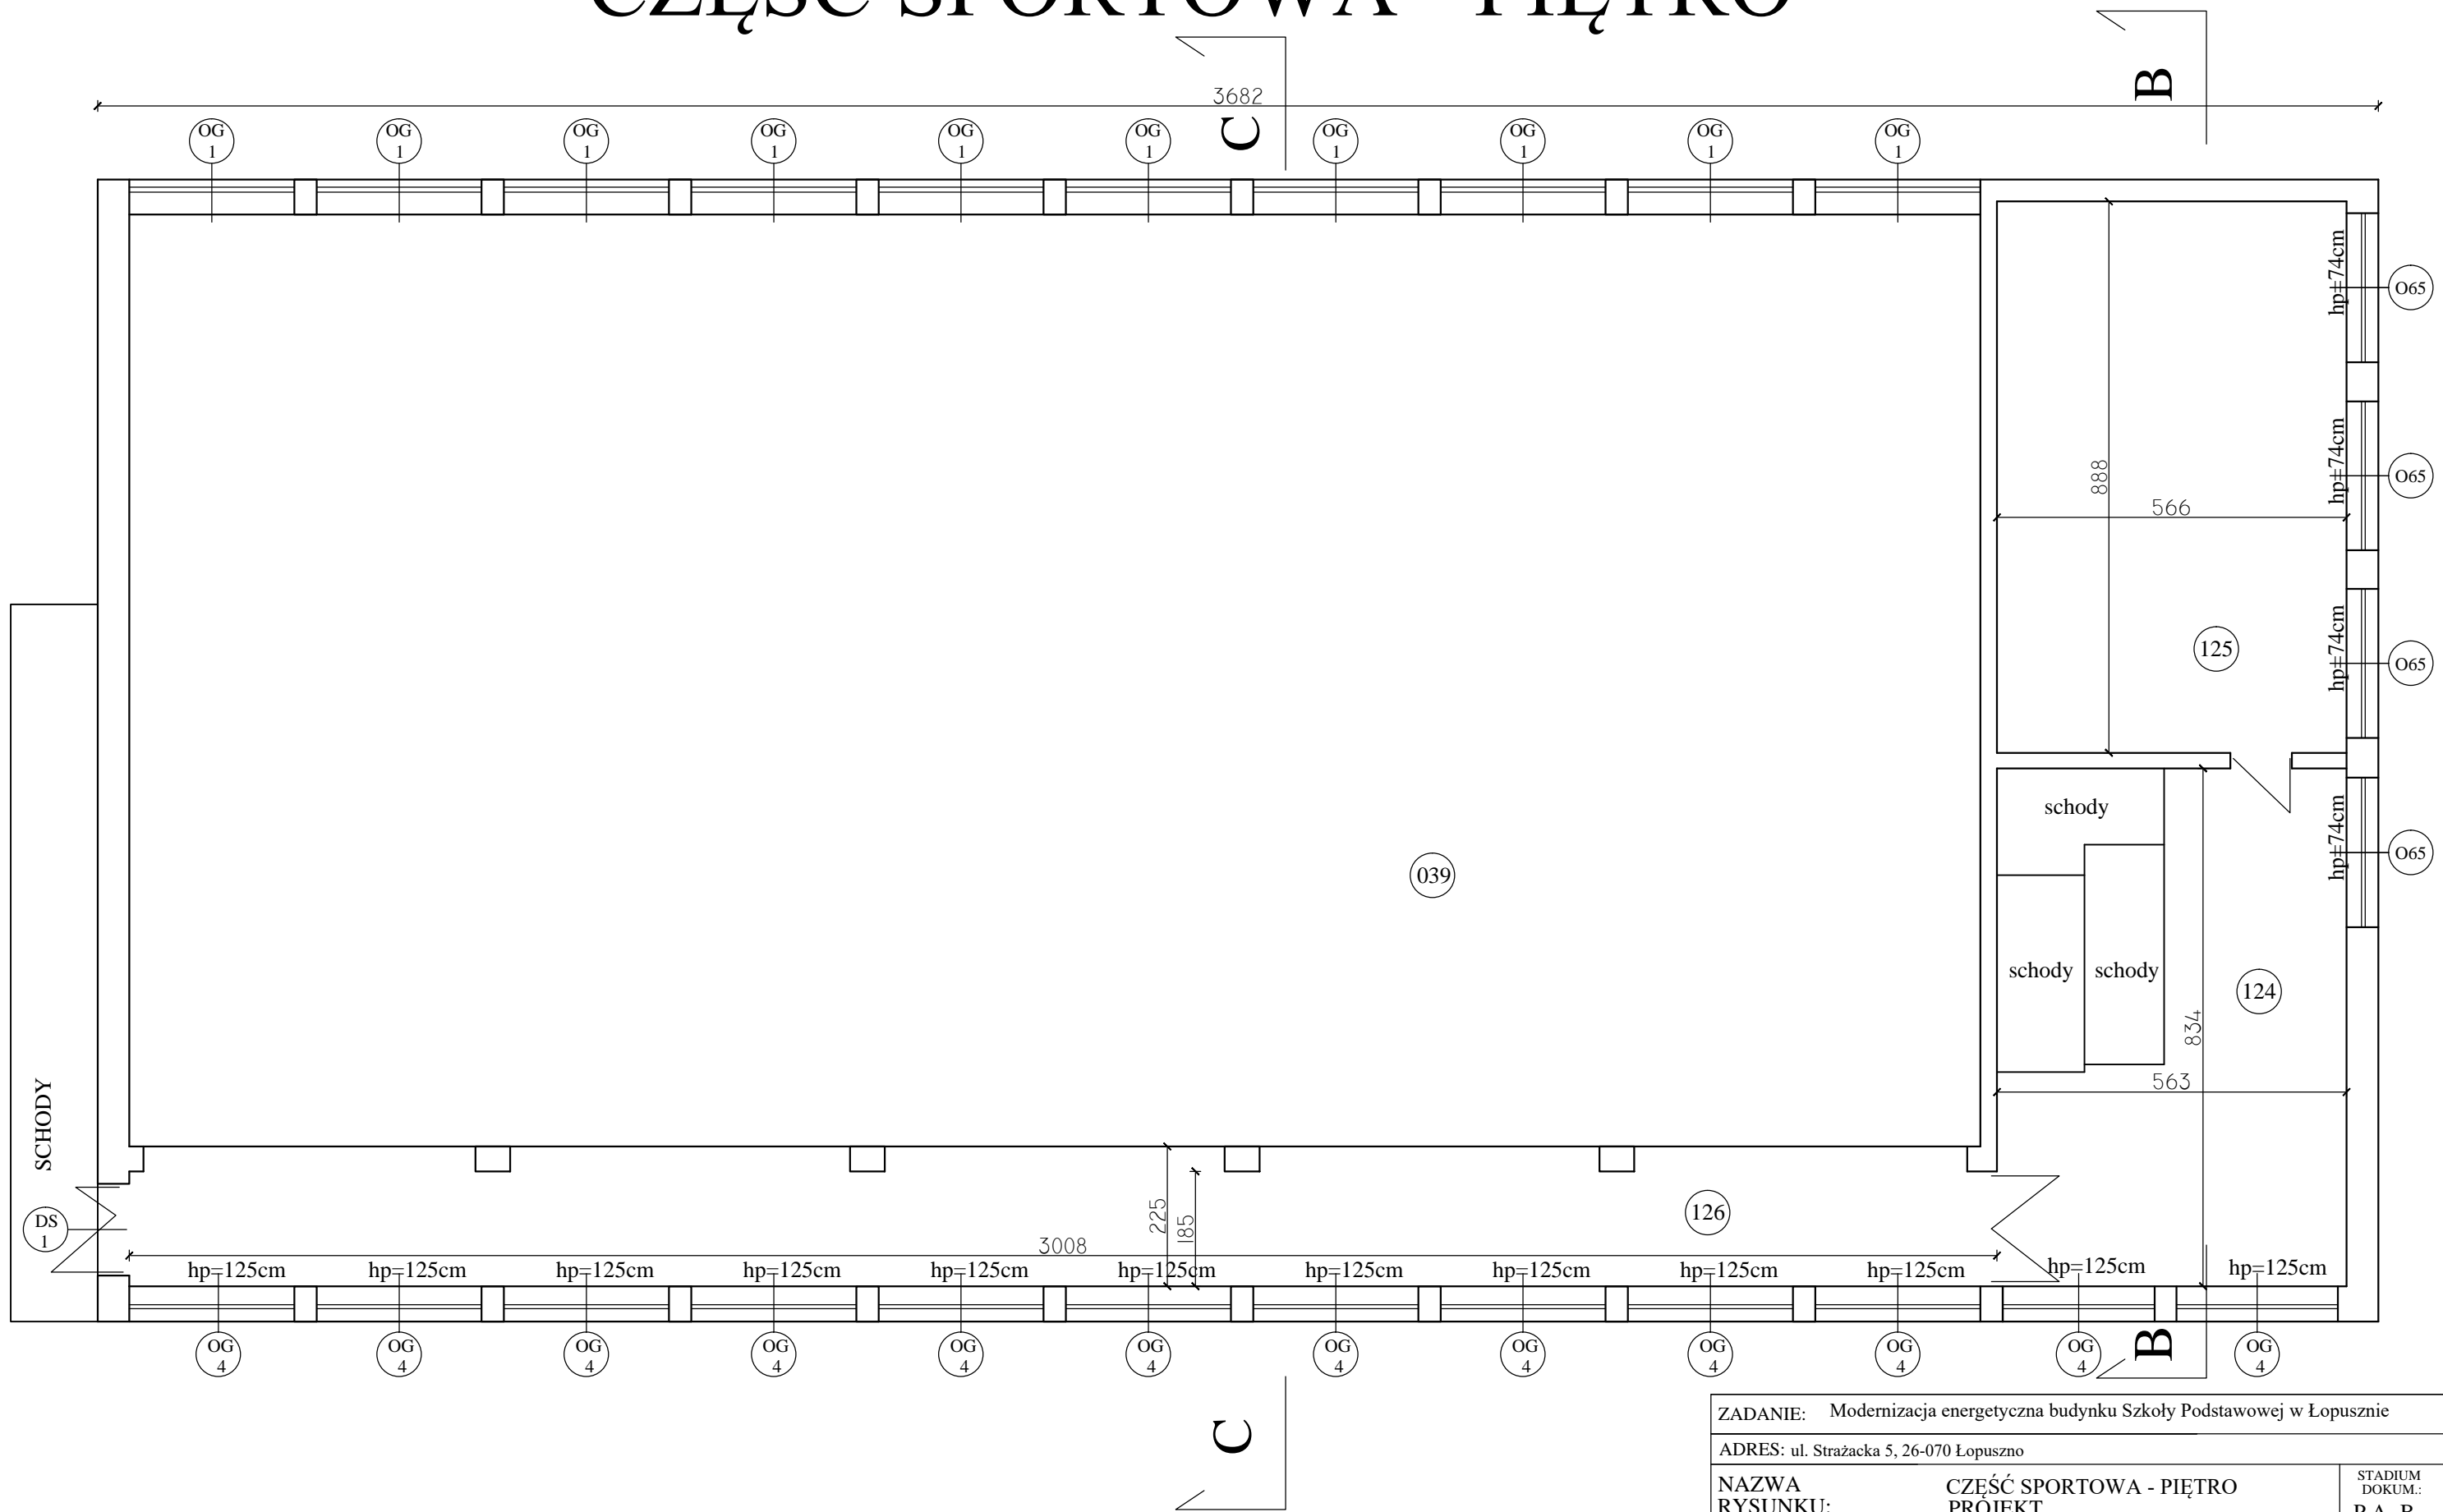 CZĘŚĆ SPORTOWA - PIĘTRO
C
B
3682
OG 1
OG 1
OG 1
OG 1
OG 1
OG 1
OG 1
OG 1
OG 1
OG 1
hp=74cm
O65
hp=74cm
O65
888
566
hp=74cm
O65
125
schody
hp=74cm
O65
039
schody
schody
124
834
563
SCHODY
DS 1
225
185
126
3008
hp=125cm
hp=125cm
hp=125cm
hp=125cm
hp=125cm
hp=125cm
hp=125cm
hp=125cm
hp=125cm
hp=125cm
hp=125cm
hp=125cm
OG 4
OG 4
OG 4
OG 4
OG 4
OG 4
OG 4
OG 4
OG 4
OG 4
OG 4
OG 4
B
C
ZADANIE: Modernizacja energetyczna budynku Szkoły Podstawowej w Łopusznie
ADRES: ul. Strażacka 5, 26-070 Łopuszno
NAZWA RYSUNKU:
CZĘŚĆ SPORTOWA - PIĘTRO
PROJEKT
STADIUM
DOKUM.: